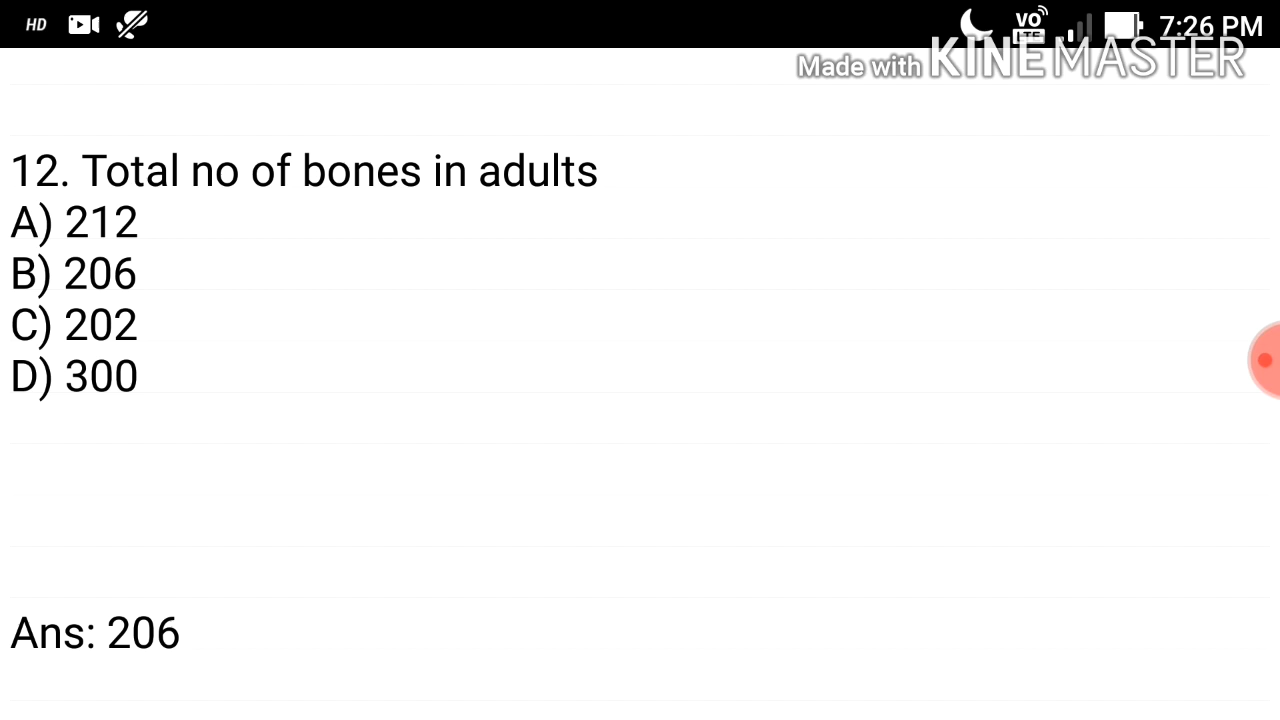 HD VO LTE 7:26 PM
Made with KINEMASTER
12. Total no of bones in adults
A) 212
B) 206
C) 202
D) 300
Ans: 206